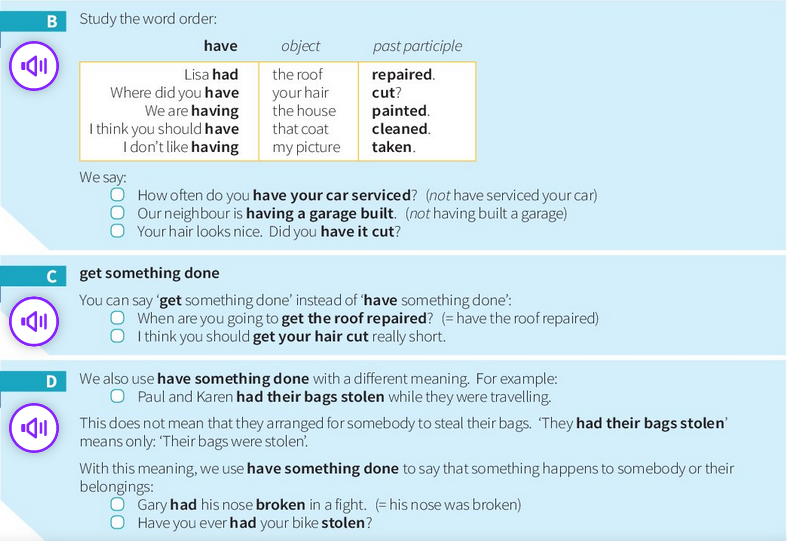 B Study the word order:
have object past participle
Lisa had the roof repaired.
Where did you have your hair cut?
We are having the house painted.
I think you should have that coat cleaned.
I don't like having my picture taken.
We say:
How often do you have your car serviced? (not have serviced your car)
Our neighbour is having a garage built. (not having built a garage)
Your hair looks nice. Did you have it cut?
C get something done
You can say 'get something done' instead of 'have something done':
When are you going to get the roof repaired? (= have the roof repaired)
I think you should get your hair cut really short.
D We also use have something done with a different meaning. For example:
Paul and Karen had their bags stolen while they were travelling.
This does not mean that they arranged for somebody to steal their bags. 'They had their bags stolen'
means only: 'Their bags were stolen'.
With this meaning, we use have something done to say that something happens to somebody or their
belongings:
Gary had his nose broken in a fight. (= his nose was broken)
Have you ever had your bike stolen?